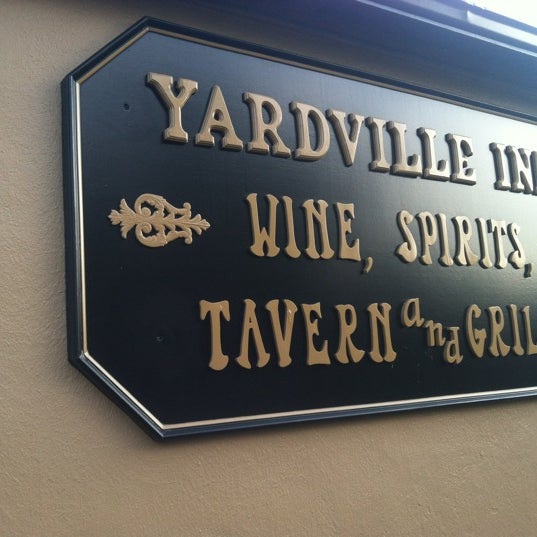 YARDVILLE IN
WINE, SPIRITS,
TAVERN and GRIL